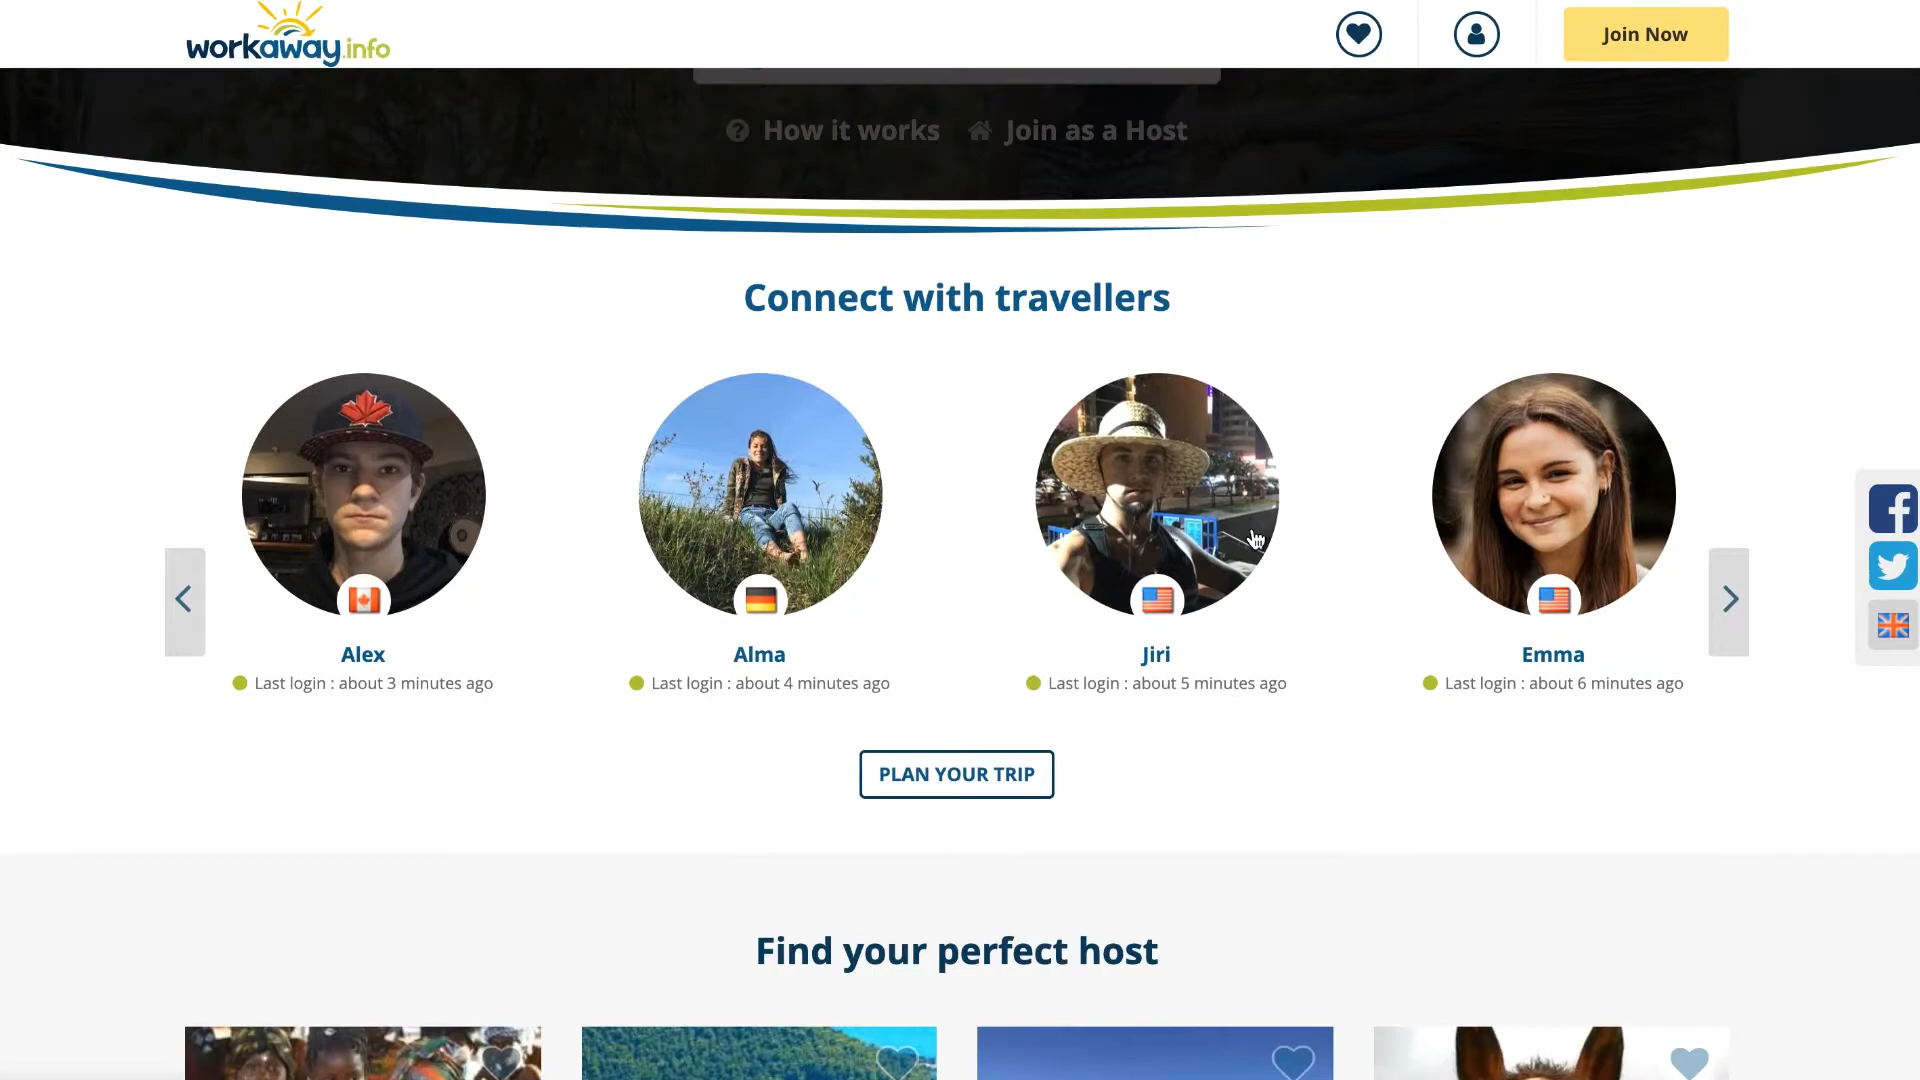 workaway.info
Join Now
How it works
Join as a Host
Connect with travellers
Alex
Last login : about 3 minutes ago
Alma
Last login : about 4 minutes ago
Jiri
Last login : about 5 minutes ago
Emma
Last login : about 6 minutes ago
PLAN YOUR TRIP
Find your perfect host